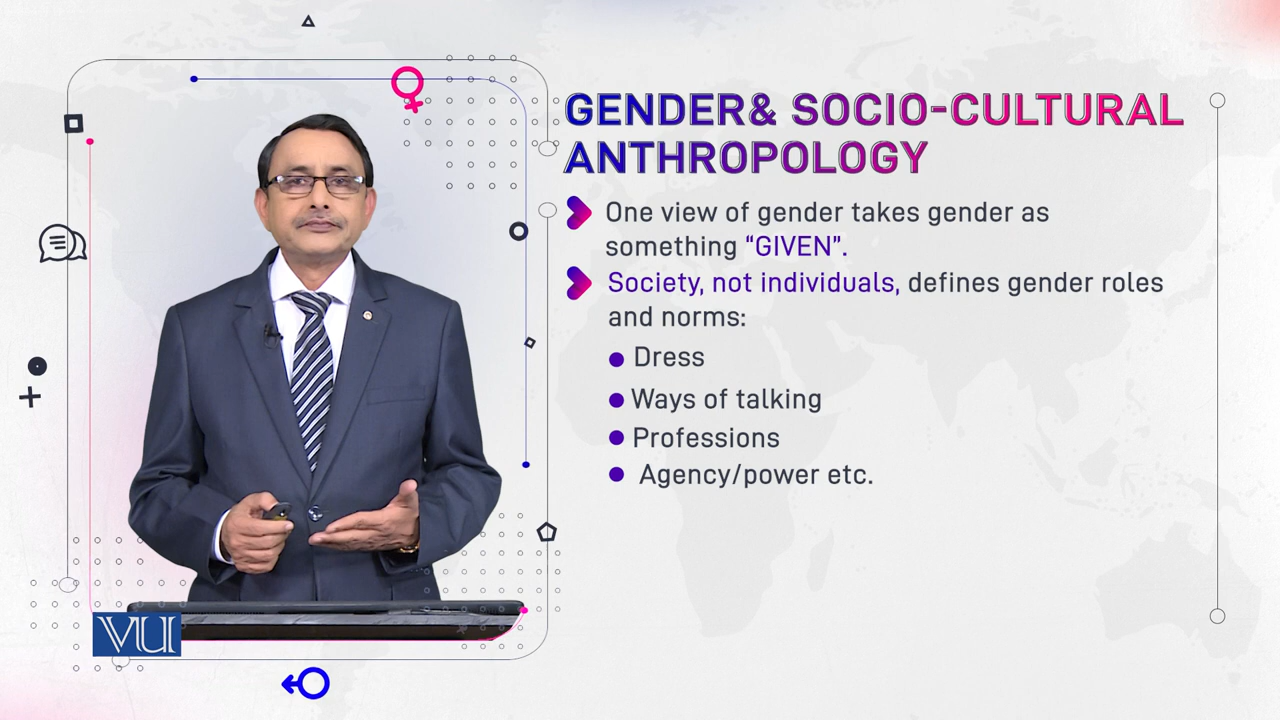 GENDER& SOCIO-CULTURAL
ANTHROPOLOGY
One view of gender takes gender as
something “GIVEN”.
Society, not individuals, defines gender roles
and norms:
Dress
Ways of talking
Professions
Agency/power etc.
VU